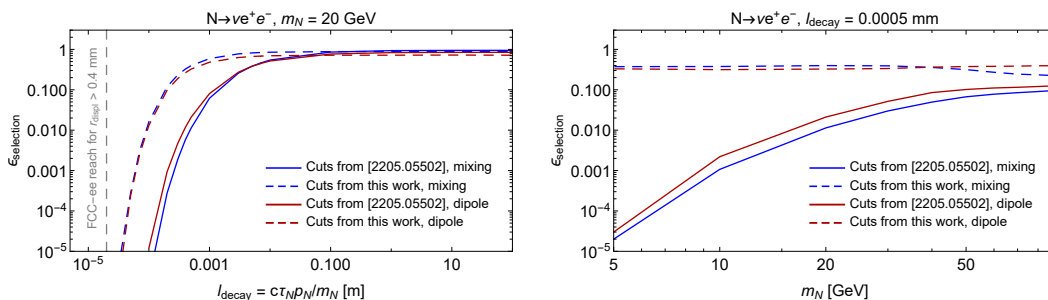 N→νe⁺e⁻, m_N = 20 GeV
1
0.100
0.010
0.001
10⁻⁴
10⁻⁵
ϵ_selection
FCC-ee reach for r_displ > 0.4 mm
Cuts from [2205.05502], mixing
Cuts from this work, mixing
Cuts from [2205.05502], dipole
Cuts from this work, dipole
10⁻⁵ 0.001 0.100 10
l_decay = cτ_N p_N/m_N [m]
N→νe⁺e⁻, l_decay = 0.0005 mm
1
0.100
0.010
0.001
10⁻⁴
10⁻⁵
ϵ_selection
Cuts from [2205.05502], mixing
Cuts from this work, mixing
Cuts from [2205.05502], dipole
Cuts from this work, dipole
5 10 20 50
m_N [GeV]